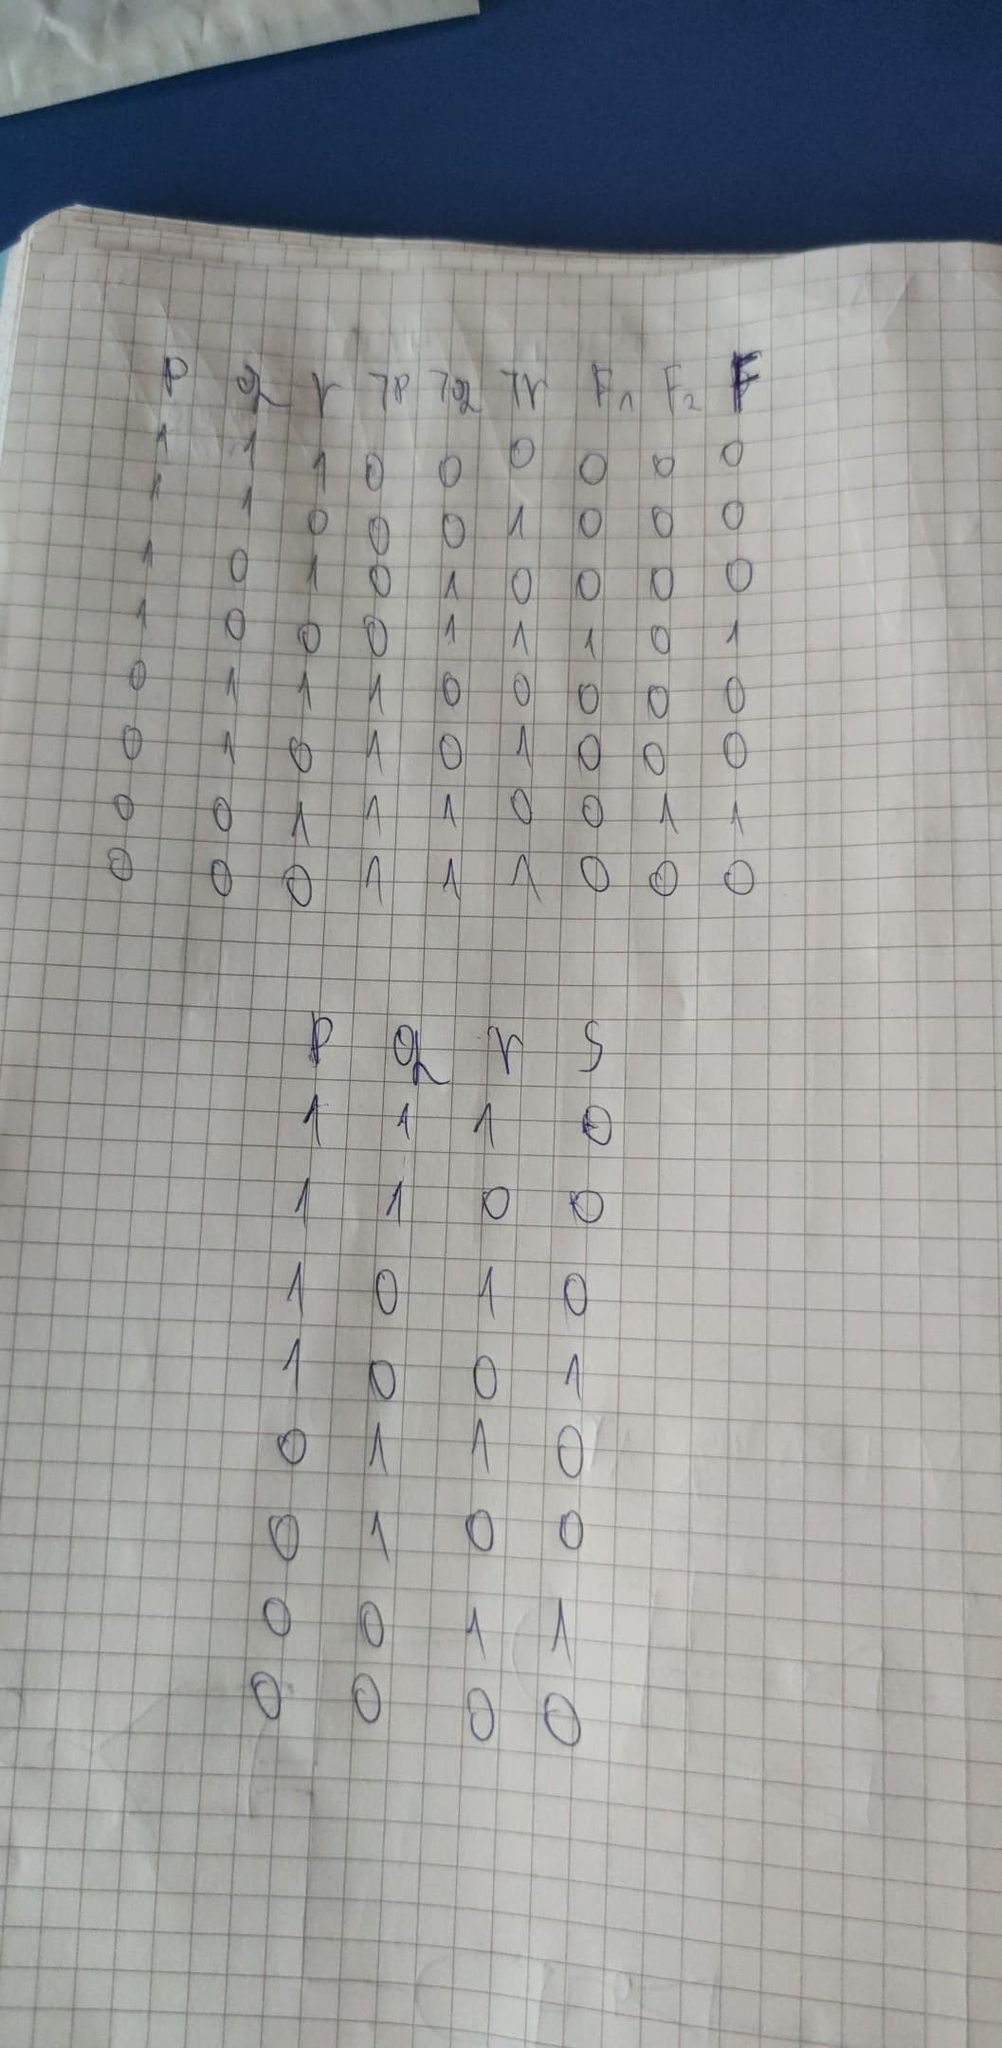 p q r ㄱp ㄱq ㄱr F₁ F₂ F
1 1 1 0 0 0 0 0 0
1 1 0 0 0 1 0 0 0
1 0 1 0 1 0 0 0 0
1 0 0 0 1 1 1 0 1
0 1 1 1 0 0 0 0 0
0 1 0 1 0 1 0 0 0
0 0 1 1 1 0 0 1 1
0 0 0 1 1 1 0 0 0
p q r S
1 1 1 0
1 1 0 0
1 0 1 0
1 0 0 1
0 1 1 0
0 1 0 0
0 0 1 1
0 0 0 0